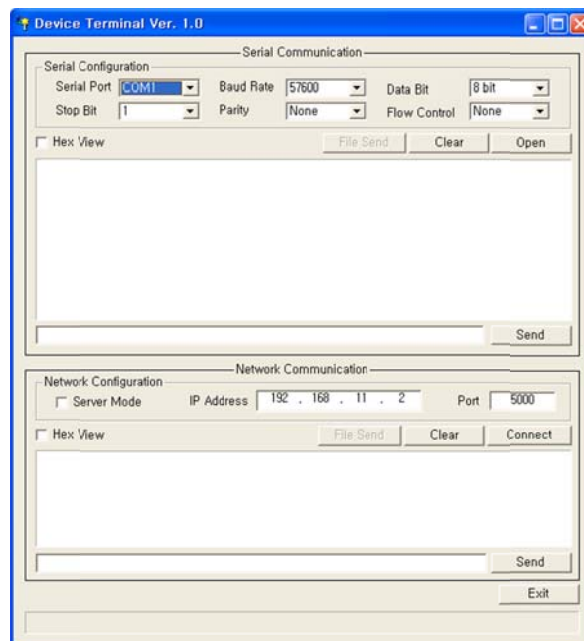 Device Terminal Ver. 1.0
Serial Communication
Serial Configuration
Serial Port COM1 Baud Rate 57600 Data Bit 8 bit
Stop Bit 1 Parity None Flow Control None
Hex View File Send Clear Open
Send
Network Communication
Network Configuration
Server Mode IP Address 192 . 168 . 11 . 2 Port 5000
Hex View File Send Clear Connect
Send
Exit